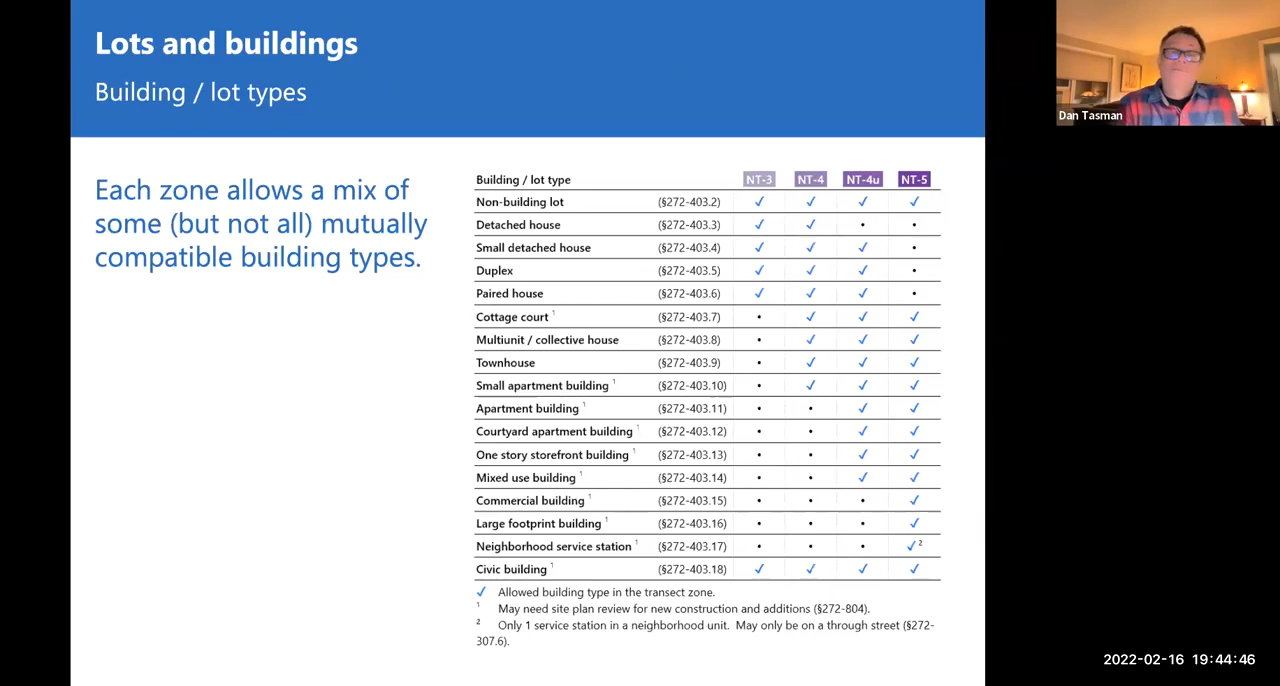 Lots and buildings
Building / lot types
Each zone allows a mix of
some (but not all) mutually
compatible building types.
Building / lot type NT-3 NT-4 NT-4u NT-5
Non-building lot (§272-403.2) ✓ ✓ ✓ ✓
Detached house (§272-403.3) ✓ ✓ • •
Small detached house (§272-403.4) ✓ ✓ ✓ •
Duplex (§272-403.5) ✓ ✓ ✓ •
Paired house (§272-403.6) ✓ ✓ ✓ •
Cottage court ¹ (§272-403.7) • ✓ ✓ ✓
Multiunit / collective house (§272-403.8) • ✓ ✓ ✓
Townhouse (§272-403.9) • ✓ ✓ ✓
Small apartment building ¹ (§272-403.10) • ✓ ✓ ✓
Apartment building ¹ (§272-403.11) • • ✓ ✓
Courtyard apartment building ¹ (§272-403.12) • • ✓ ✓
One story storefront building ¹ (§272-403.13) • • ✓ ✓
Mixed use building ¹ (§272-403.14) • • ✓ ✓
Commercial building ¹ (§272-403.15) • • • ✓
Large footprint building ¹ (§272-403.16) • • • ✓
Neighborhood service station ¹ (§272-403.17) • • • ✓ ²
Civic building ¹ (§272-403.18) ✓ ✓ ✓ ✓
✓ Allowed building type in the transect zone.
¹ May need site plan review for new construction and additions (§272-804).
² Only 1 service station in a neighborhood unit. May only be on a through street (§272-
307.6).
Dan Tasman
2022-02-16 19:44:46